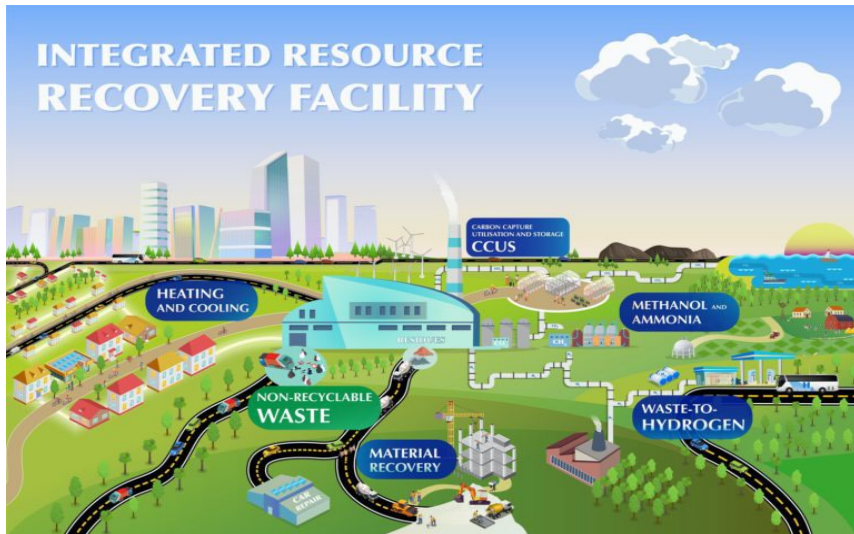 INTEGRATED RESOURCE
RECOVERY FACILITY
CARBON CAPTURE
UTILISATION AND STORAGE
CCUS
HEATING
AND COOLING
METHANOL AND
AMMONIA
RESIDUES
NON-RECYCLABLE
WASTE
WASTE-TO-
HYDROGEN
MATERIAL
RECOVERY
CAR
REPAIR